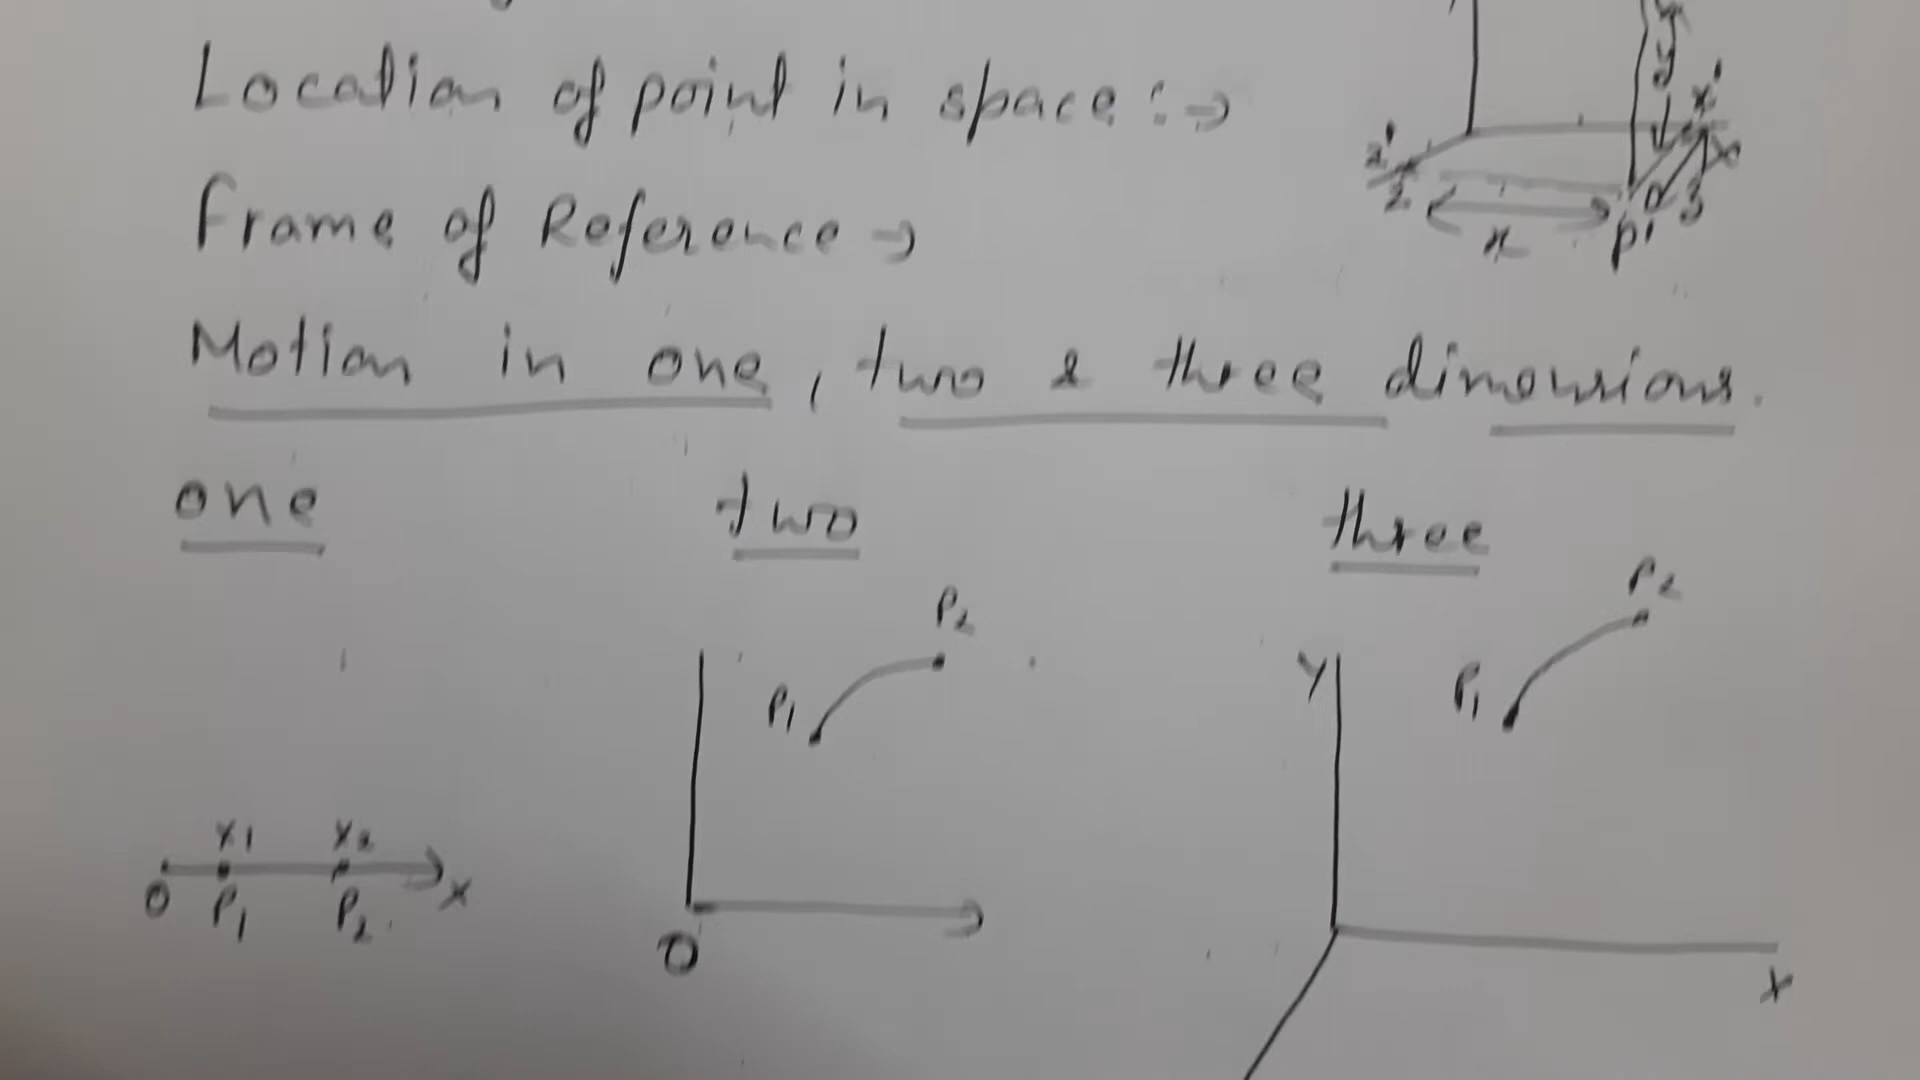 Location of point in space :→
y
x'
z'
x
z
z
x
p'
Frame of Reference →
Motion in one, two & three dimensions.
one two three
P2 P2
P1 Y P1
X1 X2
O P1 P2 X
O X